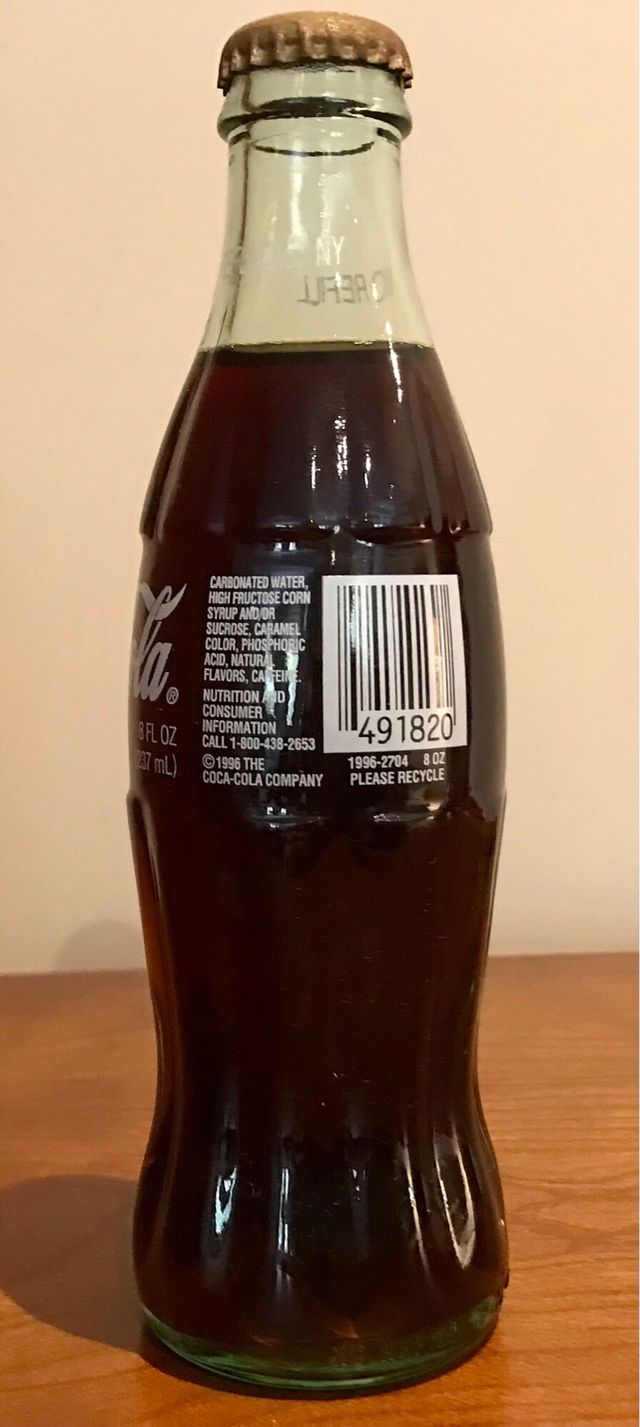 NO REFILL
la®
8 FL OZ
237 mL)
CARBONATED WATER,
HIGH FRUCTOSE CORN
SYRUP AND/OR
SUCROSE, CARAMEL
COLOR, PHOSPHORIC
ACID, NATURAL
FLAVORS, CAFFEINE.
NUTRITION AND
CONSUMER
INFORMATION
CALL 1-800-438-2653
©1996 THE
COCA-COLA COMPANY
491820
1996-2704 8 OZ
PLEASE RECYCLE